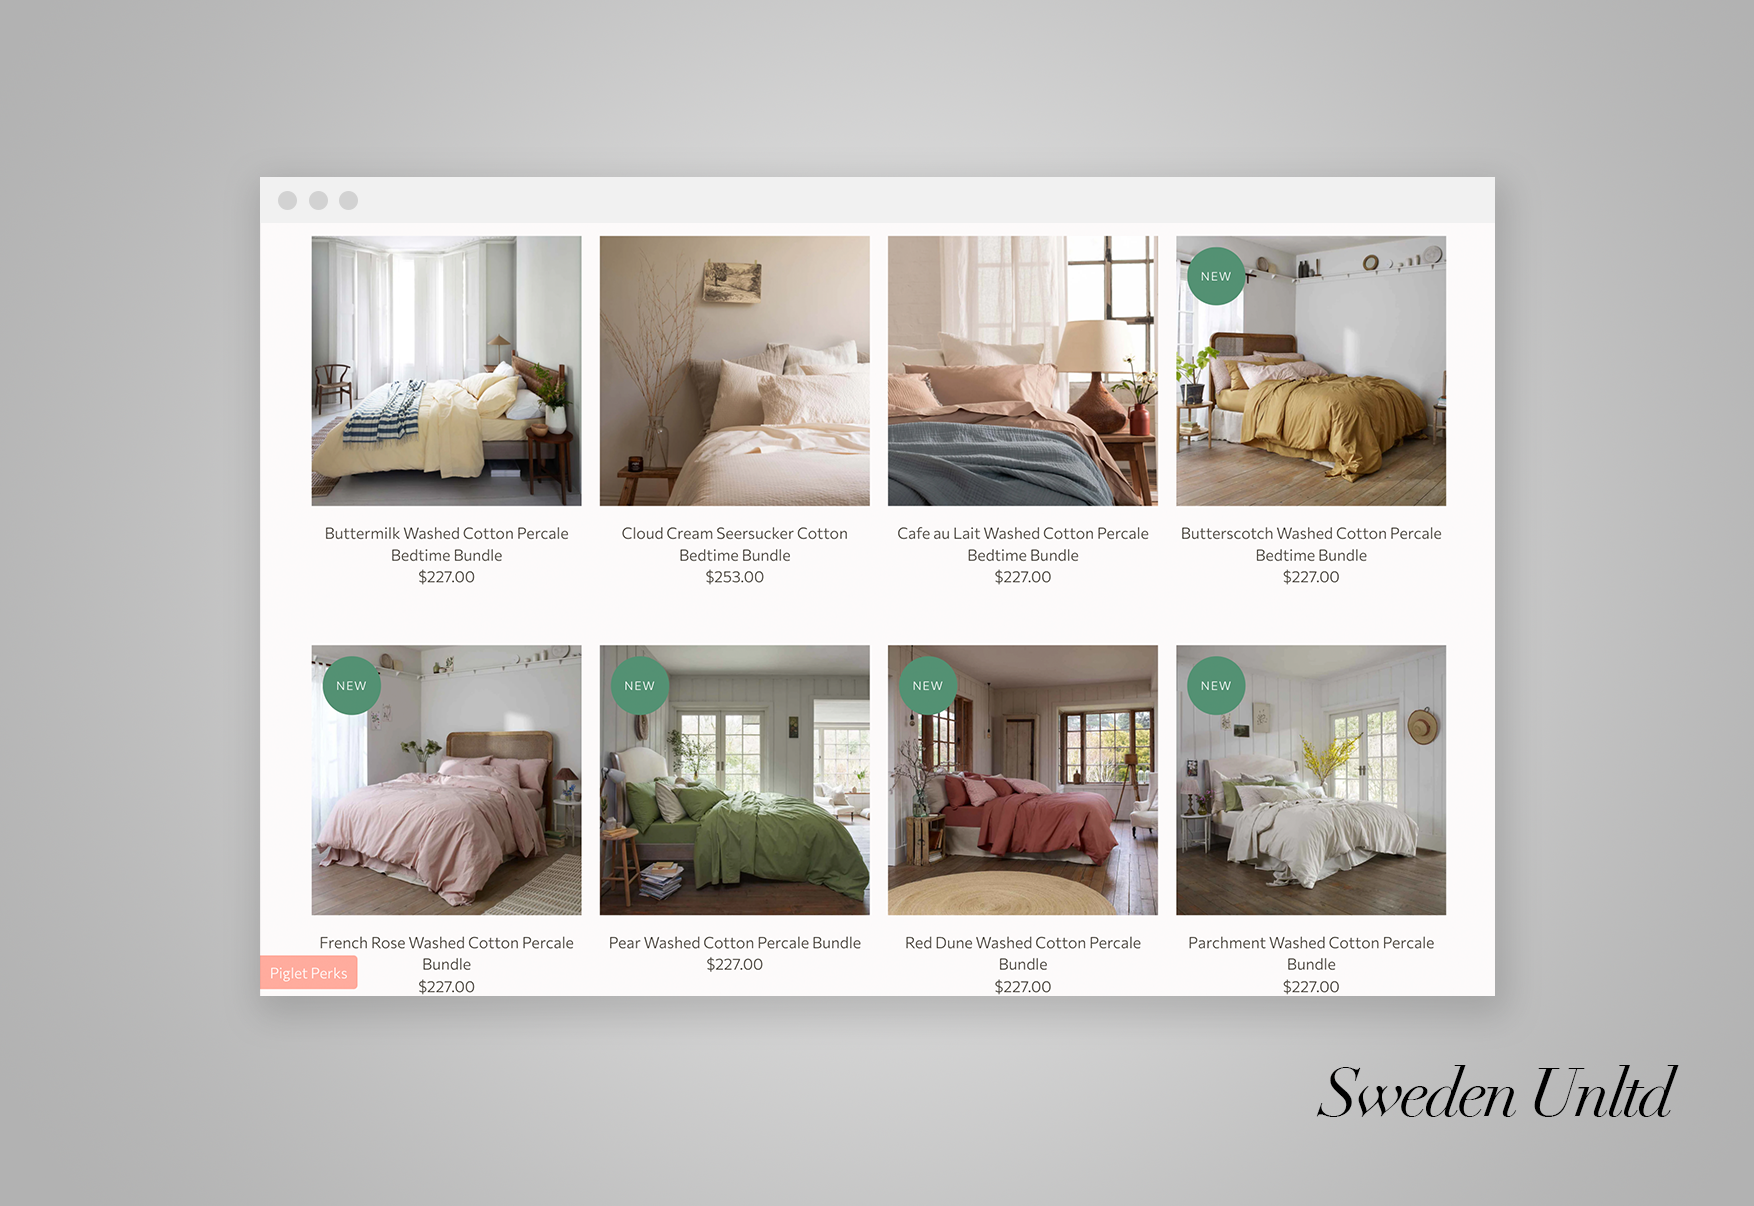 NEW
Buttermilk Washed Cotton Percale
Bedtime Bundle
$227.00
Cloud Cream Seersucker Cotton
Bedtime Bundle
$253.00
Cafe au Lait Washed Cotton Percale
Bedtime Bundle
$227.00
Butterscotch Washed Cotton Percale
Bedtime Bundle
$227.00
NEW
NEW
NEW
NEW
French Rose Washed Cotton Percale
Bundle
$227.00
Pear Washed Cotton Percale Bundle
$227.00
Red Dune Washed Cotton Percale
Bundle
$227.00
Parchment Washed Cotton Percale
Bundle
$227.00
Piglet Perks
Sweden Unltd